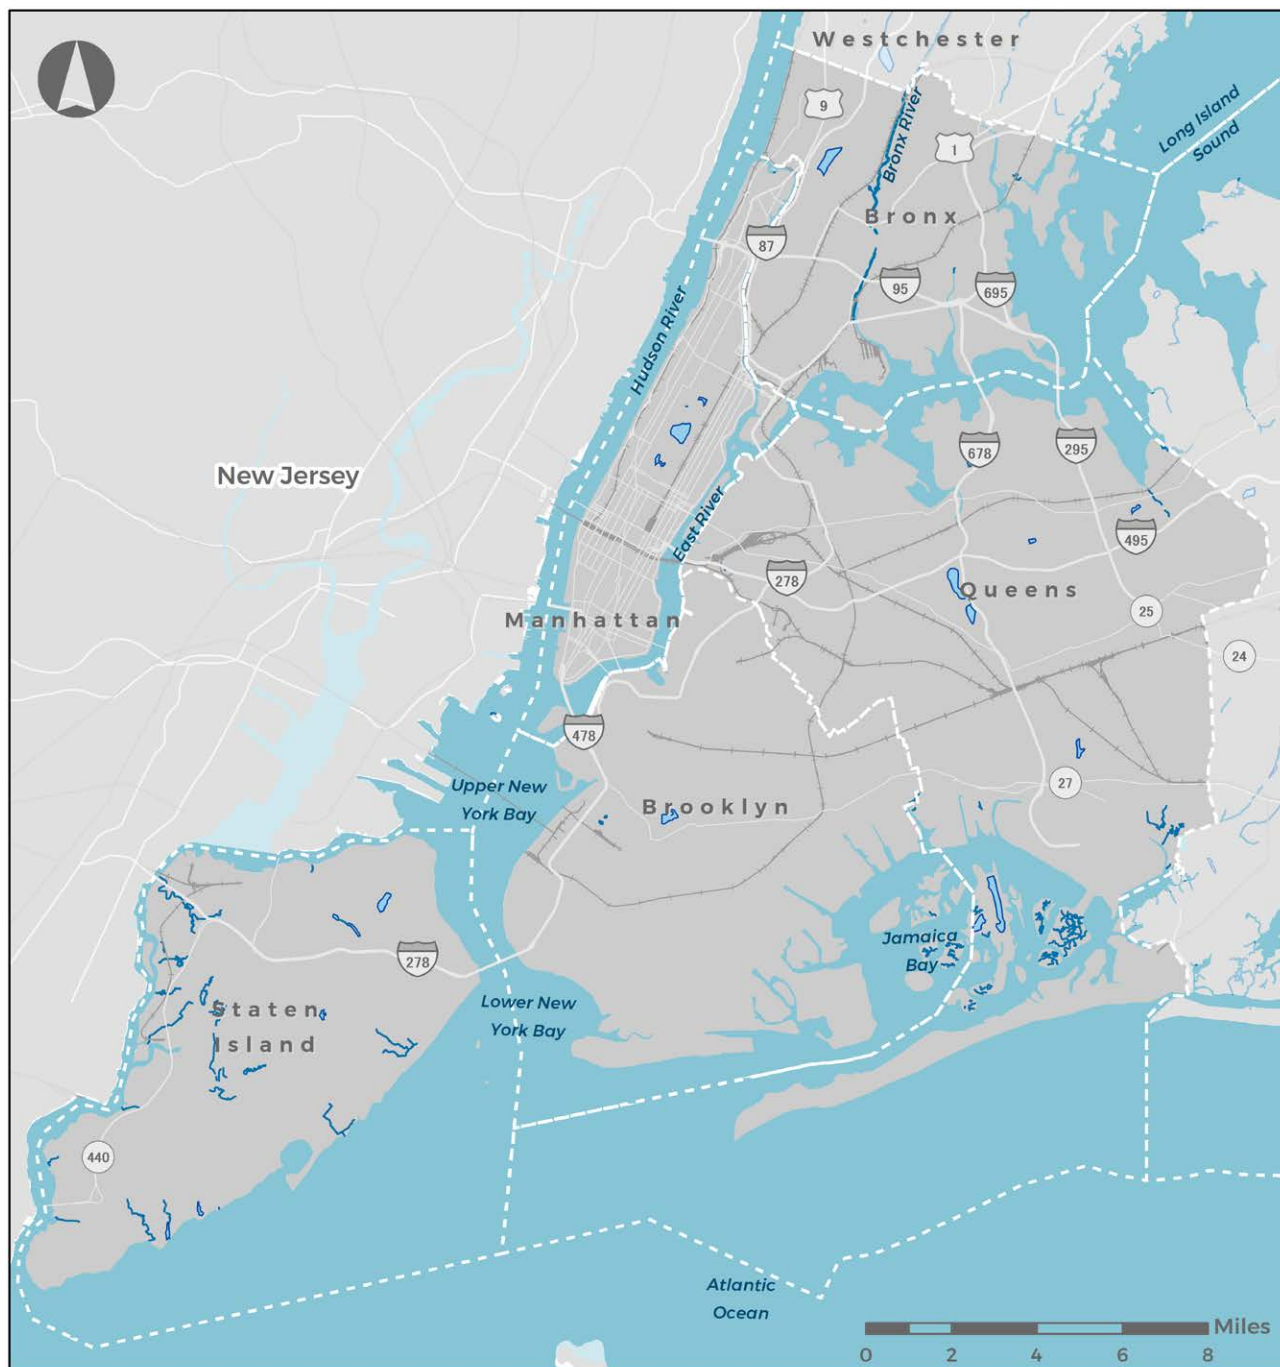 Westchester
9
Bronx River
1
Long Island
Sound
Bronx
87
95
695
Hudson River
678
295
New Jersey
East River
495
278
Queens
25
Manhattan
24
478
27
Upper New
York Bay
Brooklyn
Jamaica
Bay
278
Staten
Island
Lower New
York Bay
440
Atlantic
Ocean
Miles
0 2 4 6 8